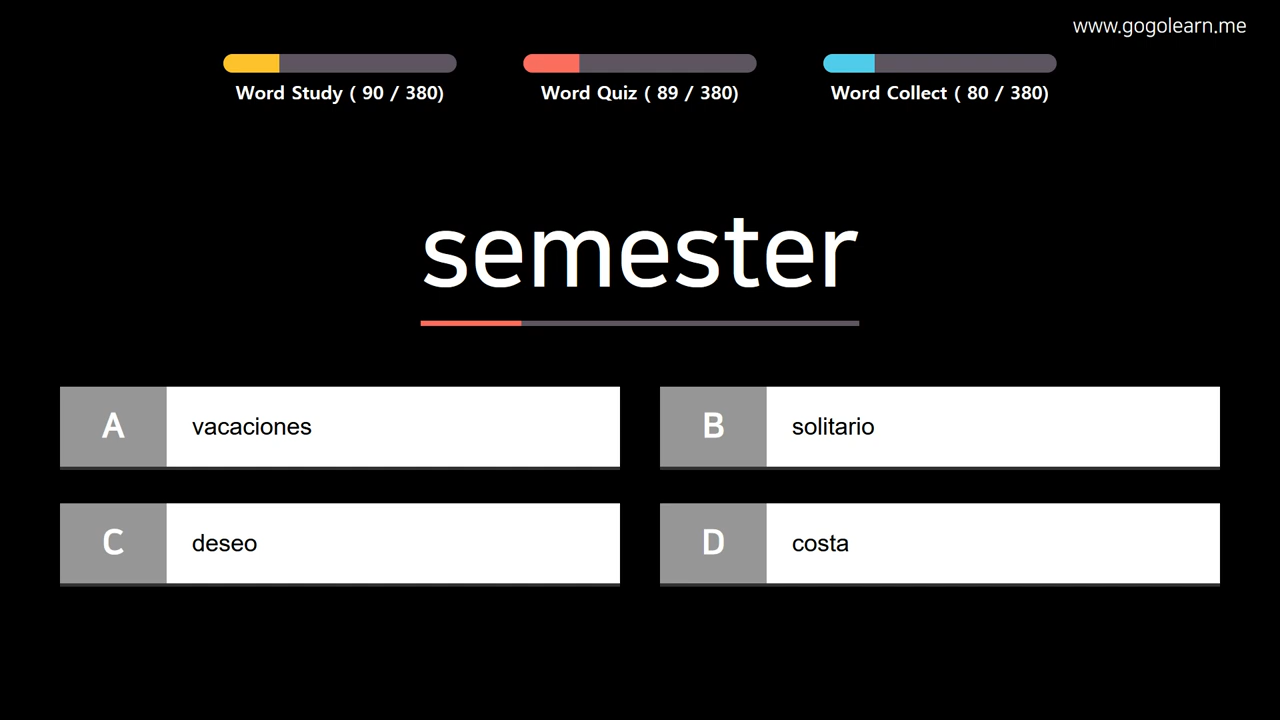 www.gogolearn.me
Word Study ( 90 / 380)
Word Quiz ( 89 / 380)
Word Collect ( 80 / 380)
semester
A vacaciones
B solitario
C deseo
D costa